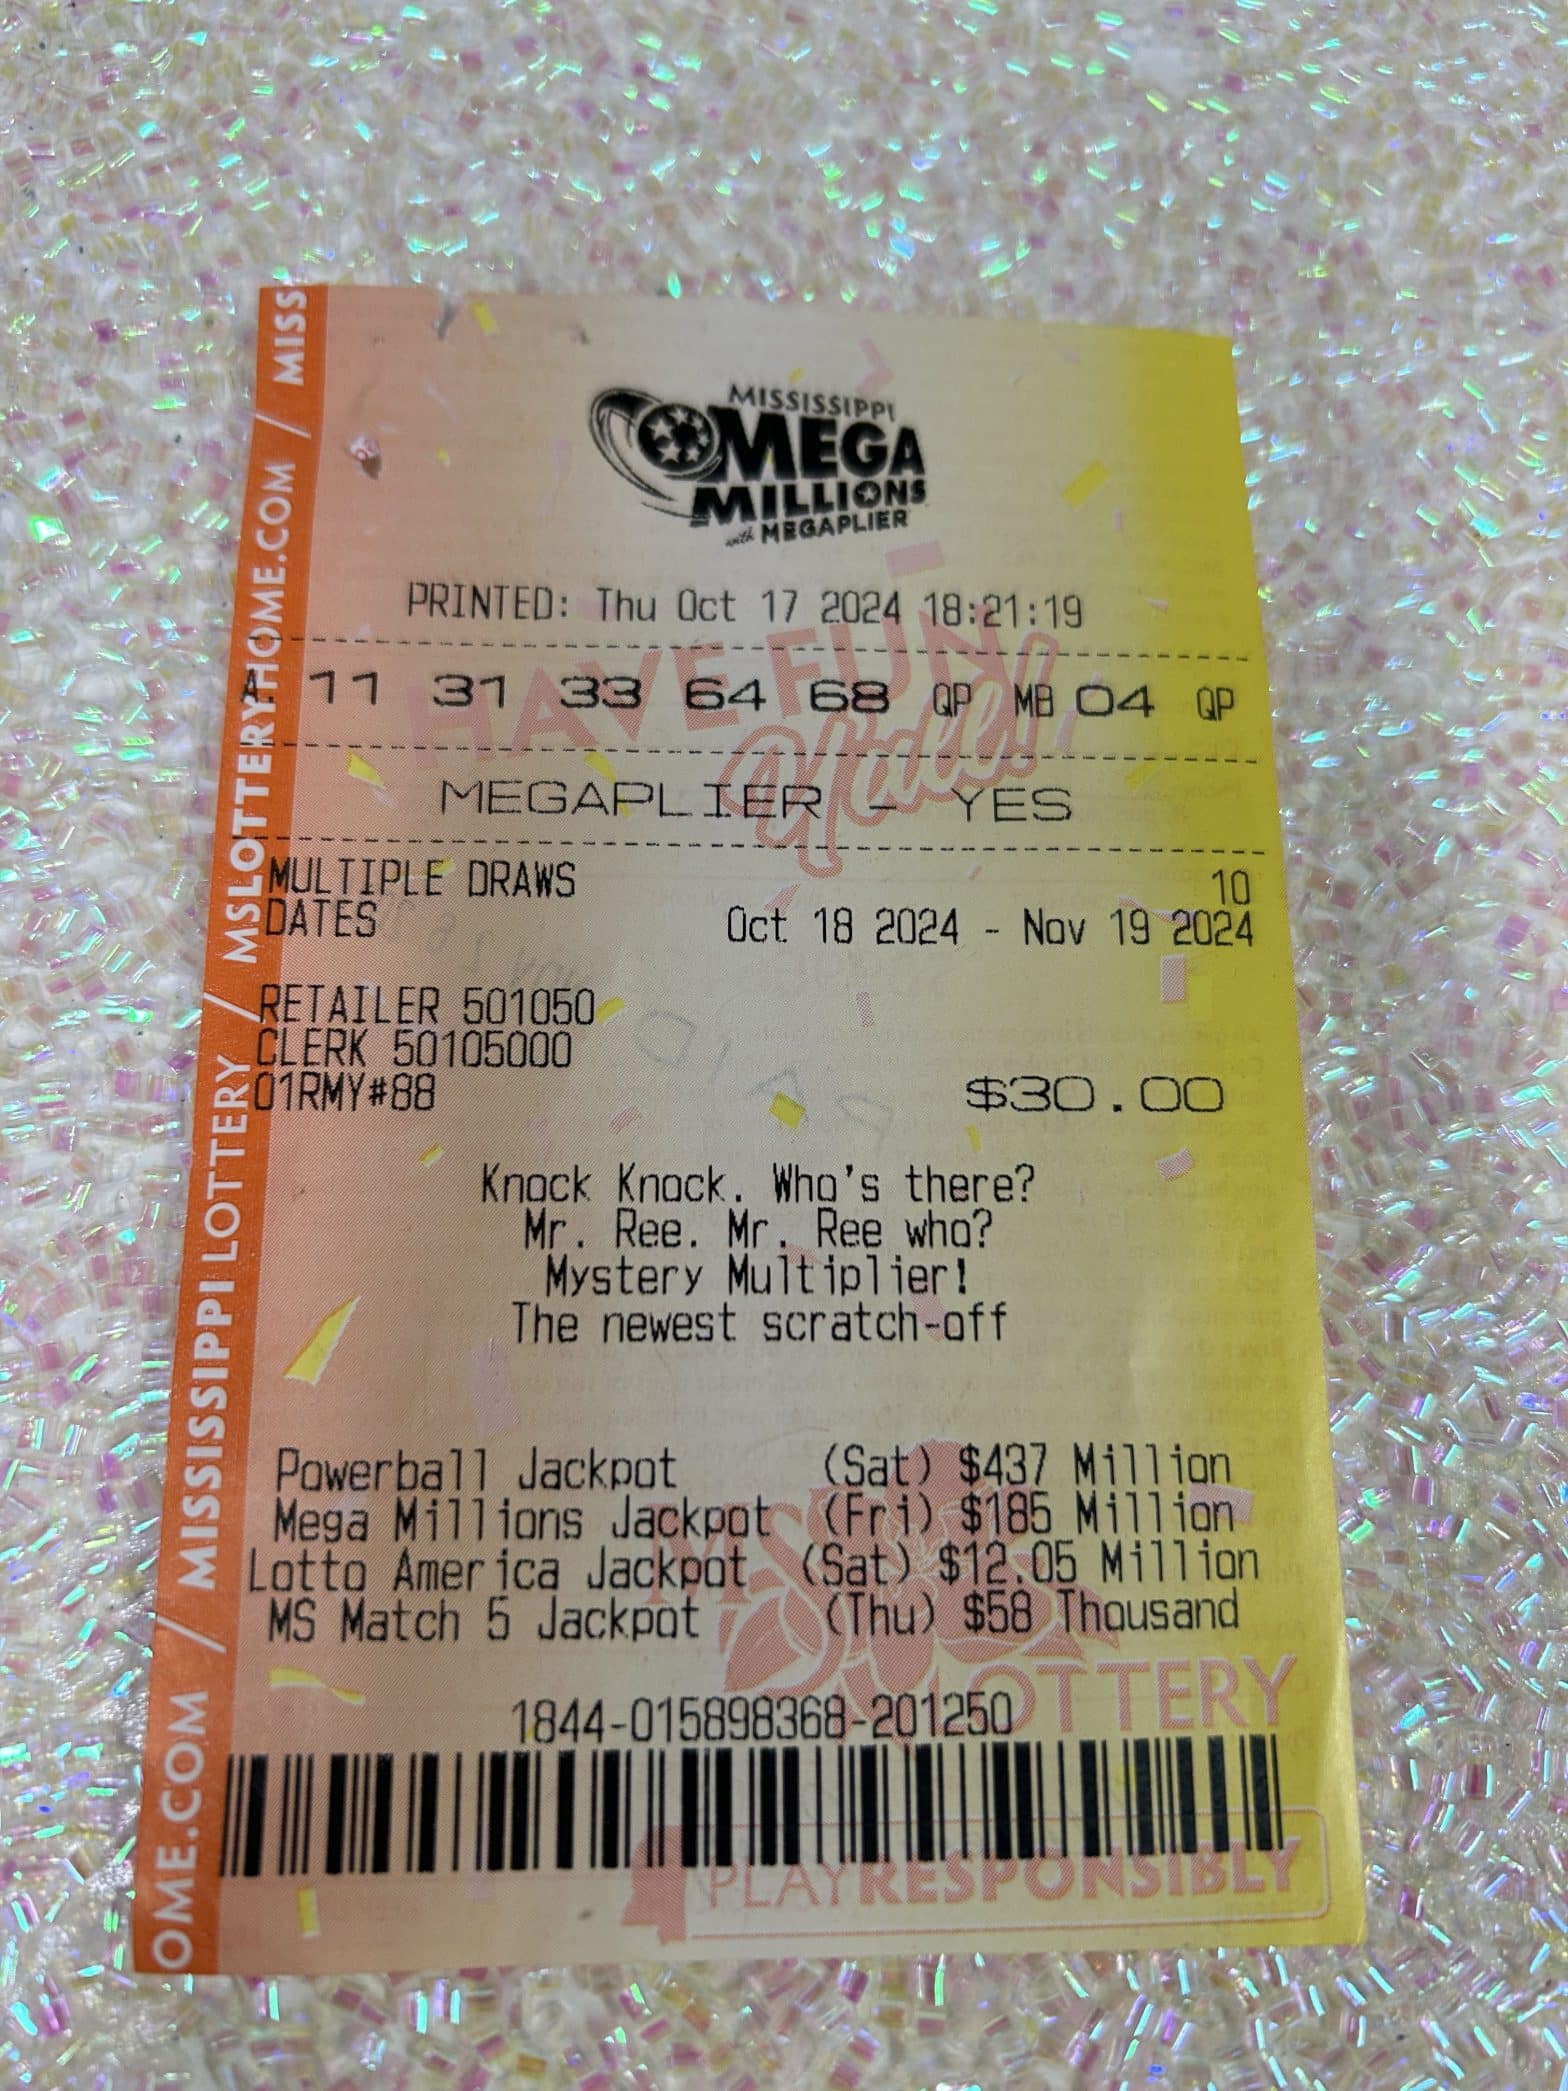 MISSISSIPPI
MEGA
MILLIONS
with MEGAPLIER
PRINTED: Thu Oct 17 2024 18:21:19
A. 11 31 33 64 68 QP MB 04 QP
MEGAPLIER - YES
MULTIPLE DRAWS 10
DATES Oct 18 2024 - Nov 19 2024
RETAILER 501050
CLERK 50105000
01RMY#88 $30.00
Knock Knock. Who's there?
Mr. Ree. Mr. Ree who?
Mystery Multiplier!
The newest scratch-off
Powerball Jackpot (Sat) $437 Million
Mega Millions Jackpot (Fri) $185 Million
Lotto America Jackpot (Sat) $12.05 Million
MS Match 5 Jackpot (Thu) $58 Thousand
1844-015898368-201250
HAVE FUN
Y'all!
MS
LOTTERY
PLAY RESPONSIBLY
OME.COM / MISSISSIPPI LOTTERY / MSLOTTERYHOME.COM / MISS
PAID